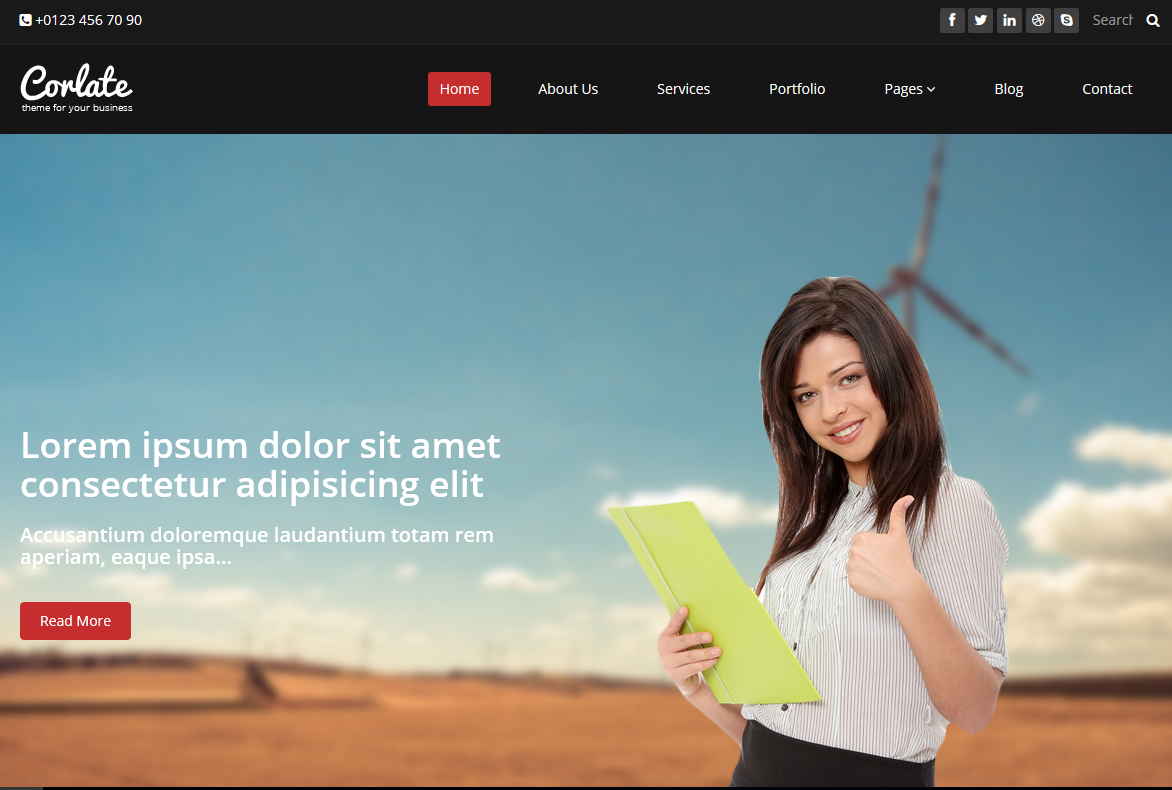 +0123 456 70 90
Search
Corlate
theme for your business
Home About Us Services Portfolio Pages Blog Contact
Lorem ipsum dolor sit amet
consectetur adipisicing elit
Accusantium doloremque laudantium totam rem
aperiam, eaque ipsa...
Read More